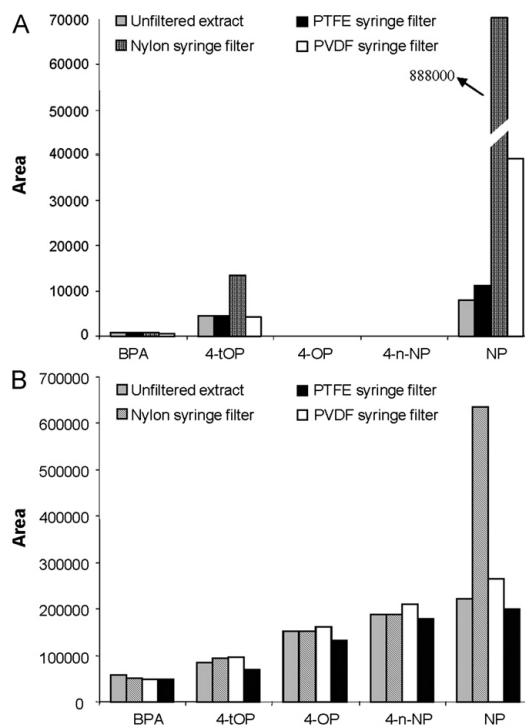 A
Unfiltered extract
PTFE syringe filter
Nylon syringe filter
PVDF syringe filter
70000
60000
50000
40000
30000
20000
10000
0
Area
888000
BPA 4-tOP 4-OP 4-n-NP NP
B
Unfiltered extract
PTFE syringe filter
Nylon syringe filter
PVDF syringe filter
700000
600000
500000
400000
300000
200000
100000
0
Area
BPA 4-tOP 4-OP 4-n-NP NP